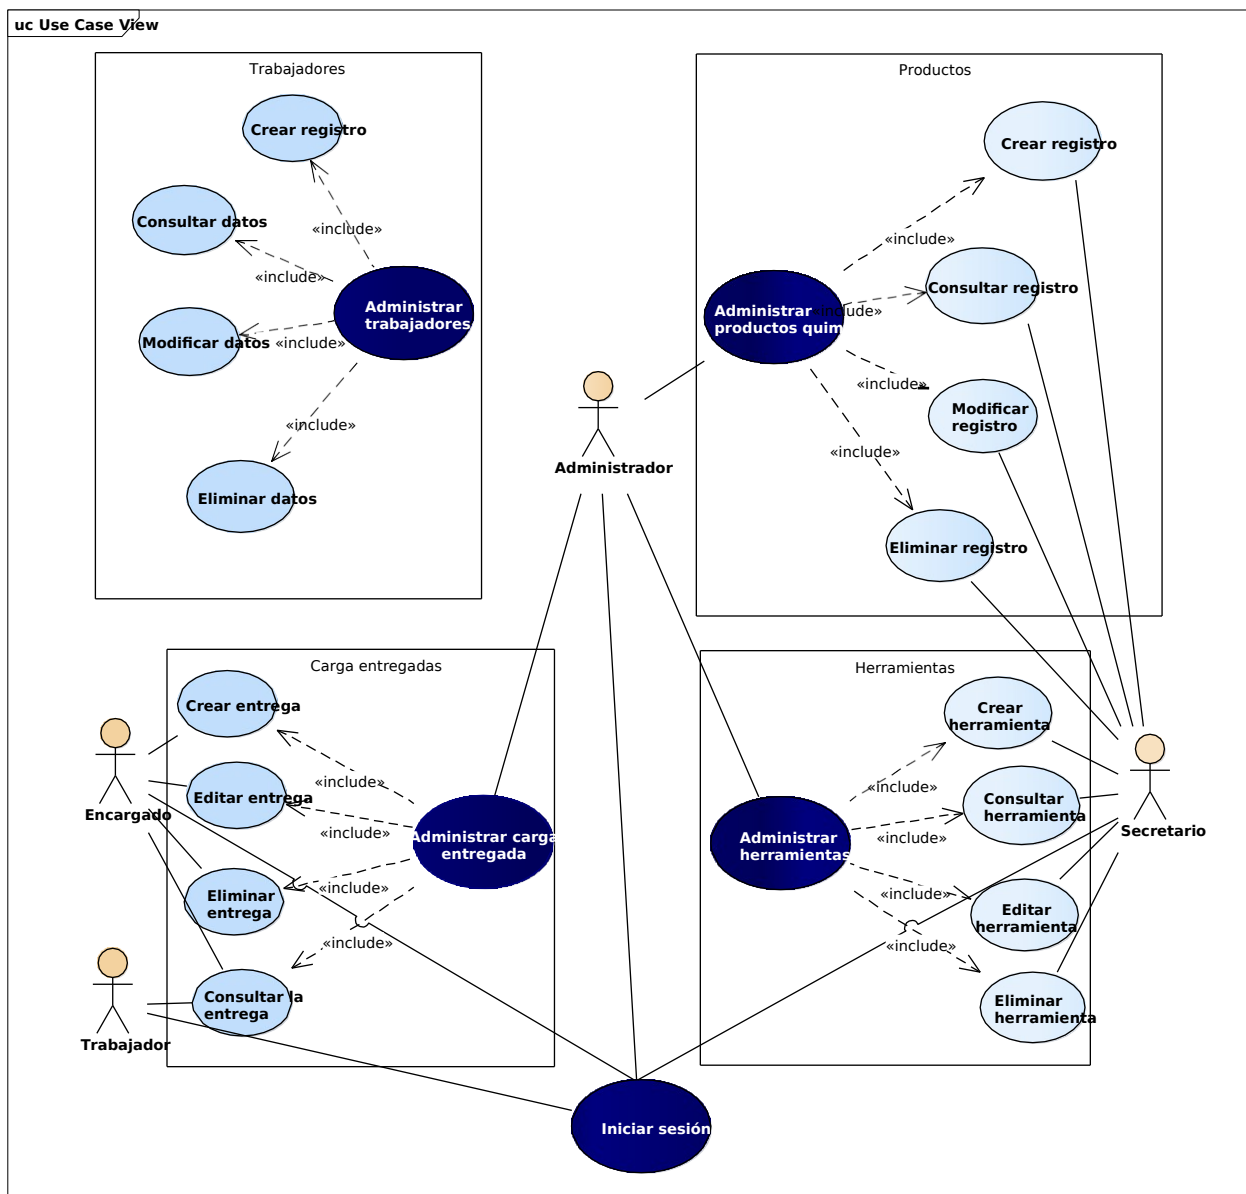 uc Use Case View
Trabajadores
Crear registro
«include»
Consultar datos
«include»
Administrar
trabajadores
Modificar datos
«include»
«include»
Eliminar datos
Productos
Crear registro
«include»
Consultar registro
Administrar
productos quim
«include»
«include»
Modificar
registro
«include»
Eliminar registro
Administrador
Carga entregadas
Crear entrega
«include»
Editar entrega
«include»
Administrar carga
entregada
Eliminar
entrega
«include»
«include»
Consultar la
entrega
Encargado
Trabajador
Herramientas
Crear
herramienta
«include»
Consultar
herramienta
Administrar
herramientas
«include»
«include»
Editar
herramienta
«include»
Eliminar
herramienta
Secretario
Iniciar sesión